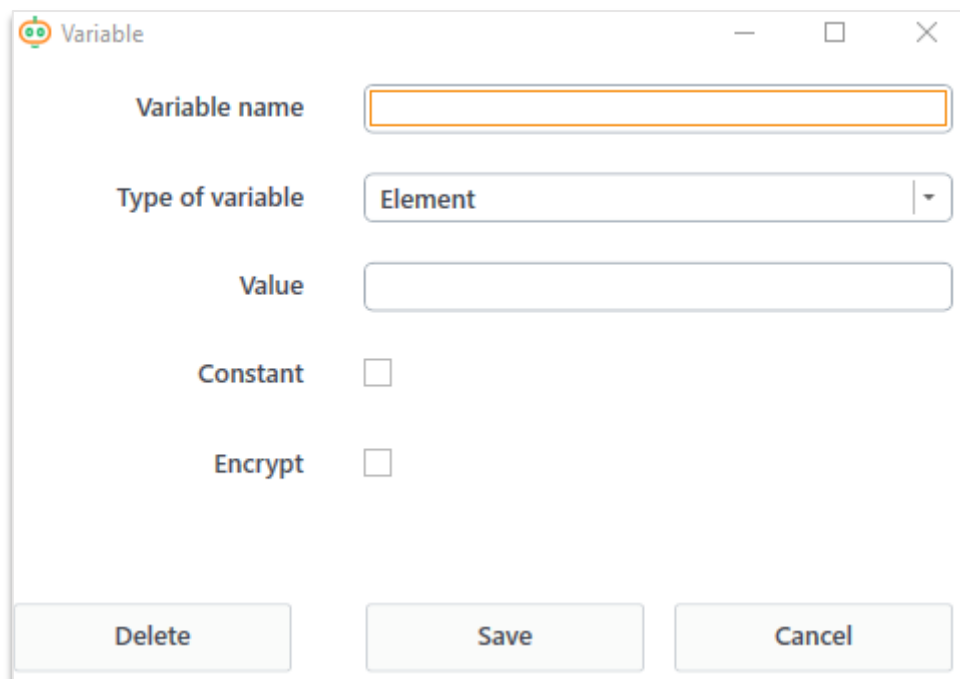 Variable
Variable name
Type of variable Element
Value
Constant
Encrypt
Delete Save Cancel